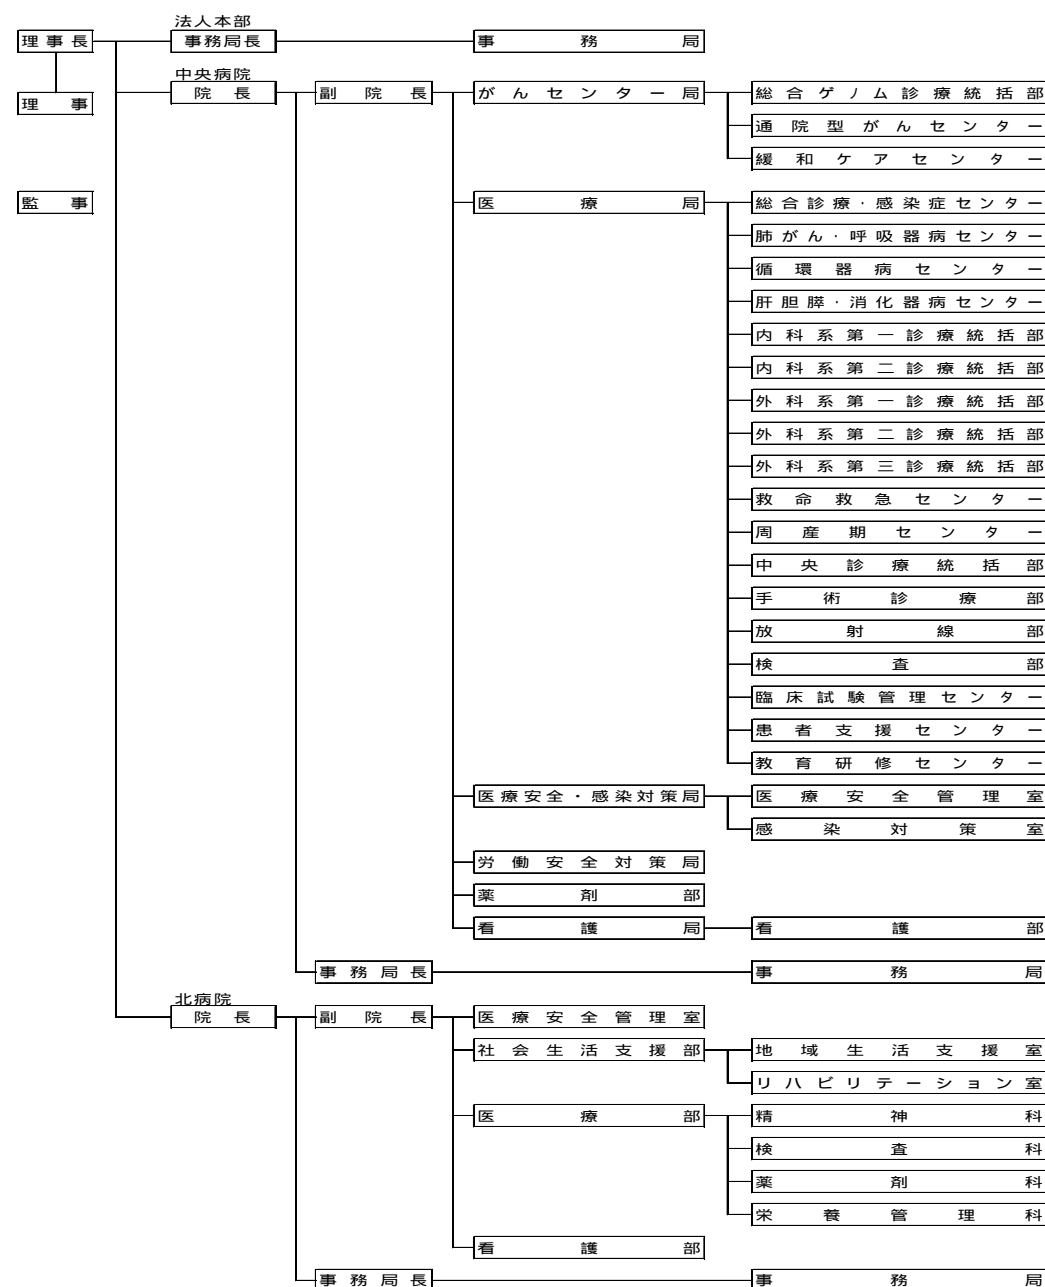 法人本部
理事長 事務局長 事務局
中央病院
院長 副院長 がんセンター局 総合ゲノム診療統括部
理事
通院型がんセンター
緩和ケアセンター
監事 医療局 総合診療・感染症センター
肺がん・呼吸器病センター
循環器病センター
肝胆膵・消化器病センター
内科系第一診療統括部
内科系第二診療統括部
外科系第一診療統括部
外科系第二診療統括部
外科系第三診療統括部
救命救急センター
周産期センター
中央診療統括部
手術診療部
放射線部
検査部
臨床試験管理センター
患者支援センター
教育研修センター
医療安全・感染対策局 医療安全管理室
感染対策室
労働安全対策局
薬剤部
看護局 看護部
事務局長 事務局
北病院
院長 副院長 医療安全管理室
社会生活支援部 地域生活支援室
リハビリテーション室
医療部 精神科
検査科
薬剤科
栄養管理科
看護部
事務局長 事務局